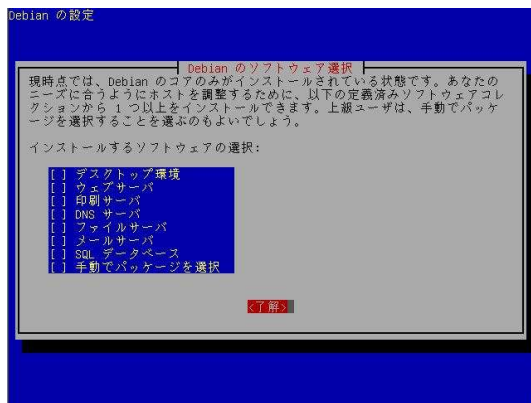 Debian の設定
Debian のソフトウェア選択
現時点では、Debian のコアのみがインストールされている状態です。あなたの
ニーズに合うようにホストを調整するために、以下の定義済みソフトウェアコレ
クションから 1 つ以上をインストールできます。上級ユーザは、手動でパッケ
ージを選択することを選ぶのもよいでしょう。
インストールするソフトウェアの選択:
[ ] デスクトップ環境
[ ] ウェブサーバ
[ ] 印刷サーバ
[ ] DNS サーバ
[ ] ファイルサーバ
[ ] メールサーバ
[ ] SQL データベース
[ ] 手動でパッケージを選択
<了解>